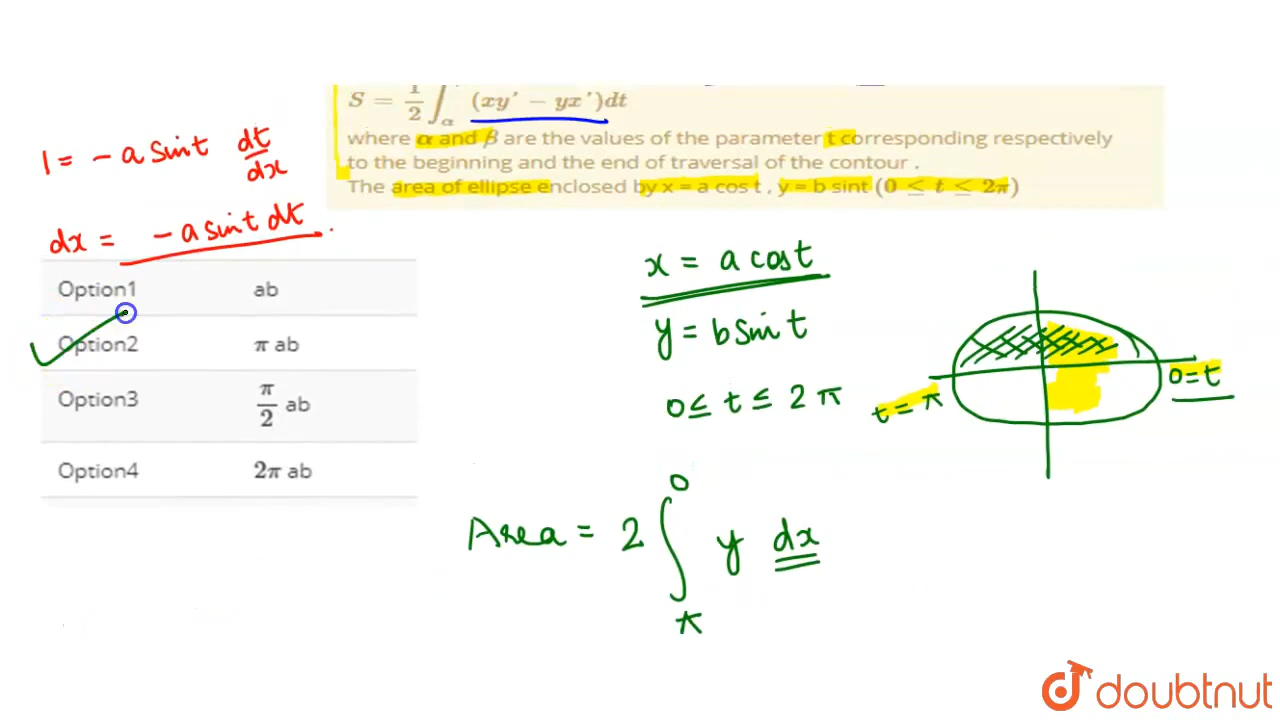 S = 1/2 ∫α (xy′ − yx′)dt
where α and β are the values of the parameter t corresponding respectively
to the beginning and the end of traversal of the contour .
The area of ellipse enclosed by x = a cos t , y = b sint (0 ≤ t ≤ 2π)
1 = - a sint dt/dx
dx = - a sint dt .
Option1 ab
Option2 π ab
Option3 π/2 ab
Option4 2π ab
x = a cost
y = b sint
0 ≤ t ≤ 2π
t = π
0 = t
Area = 2 ∫π0 y dx
doubtnut